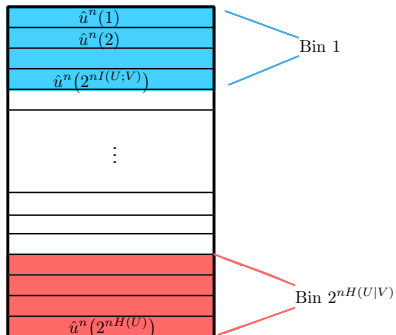 û^n(1)
û^n(2)
û^n(2^{nI(U;V)})
Bin 1
⋮
Bin 2^{nH(U|V)}
û^n(2^{nH(U)})